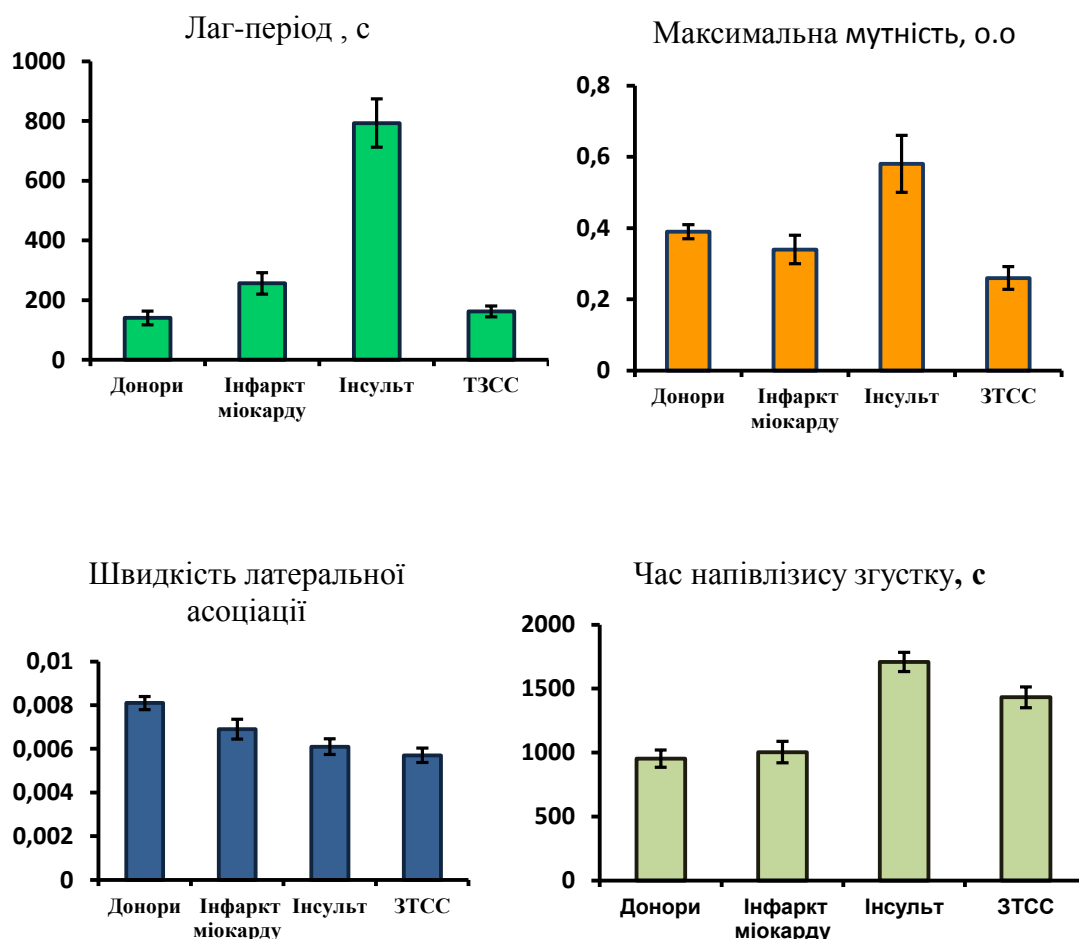 Лаг-період , с
1000
800
600
400
200
0
Донори Інфаркт Інсульт ТЗСС
міокарду
Максимальна мутність, о.о
0,8
0,6
0,4
0,2
0
Донори Інфаркт Інсульт ЗТСС
міокарду
Швидкість латеральної
асоціації
0,01
0,008
0,006
0,004
0,002
0
Донори Інфаркт Інсульт ЗТСС
міокарду
Час напівлізису згустку, с
2000
1500
1000
500
0
Донори Інфаркт Інсульт ЗТСС
міокарду